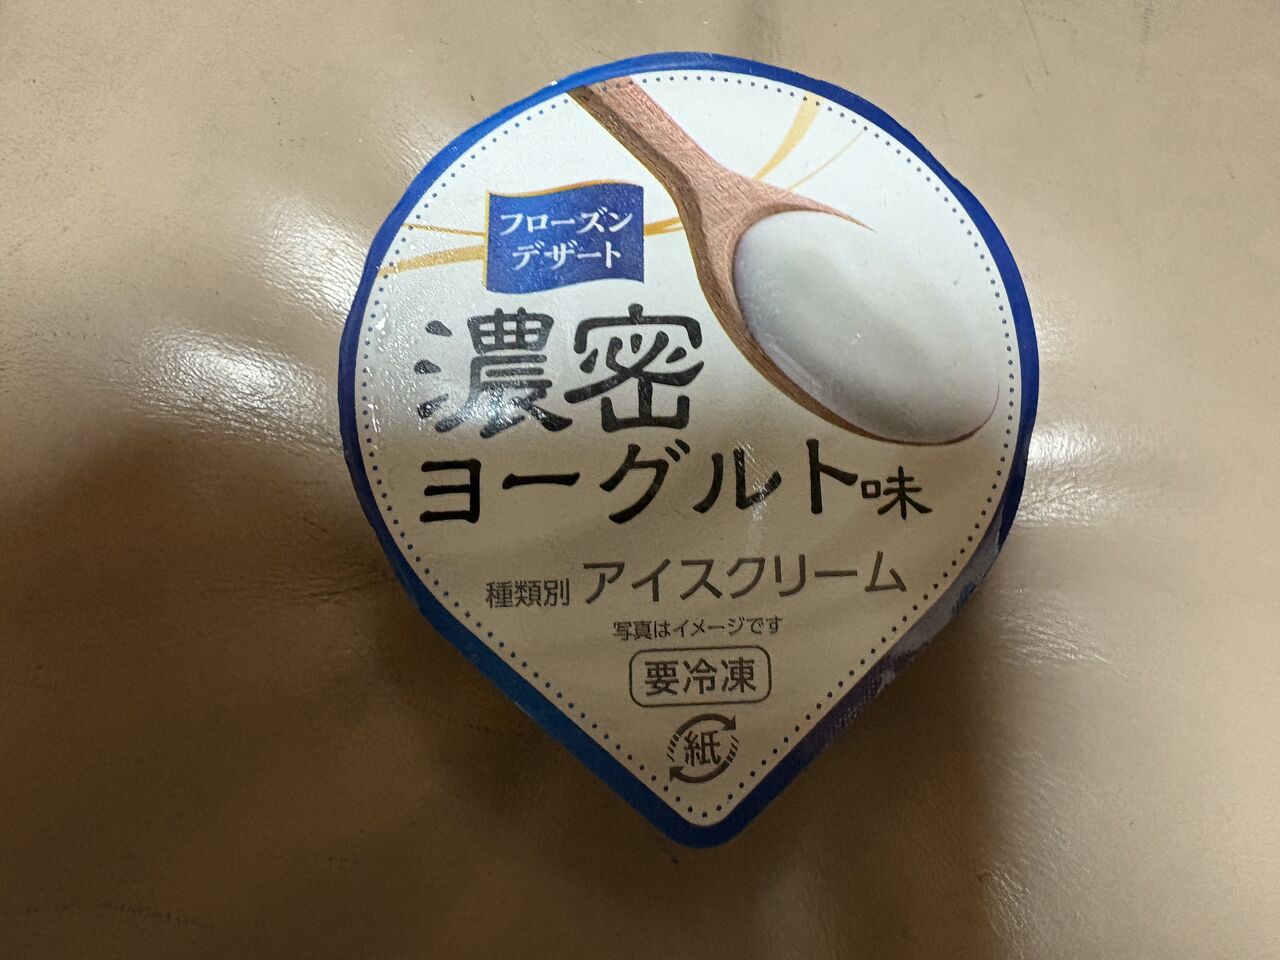 フローズン
デザート
濃密
ヨーグルト味
種類別 アイスクリーム
写真はイメージです
要冷凍
紙